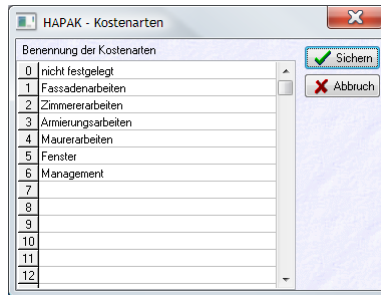 HAPAK - Kostenarten
Benennung der Kostenarten
0 nicht festgelegt
1 Fassadenarbeiten
2 Zimmererarbeiten
3 Armierungsarbeiten
4 Maurerarbeiten
5 Fenster
6 Management
7
8
9
10
11
12
Sichern
Abbruch